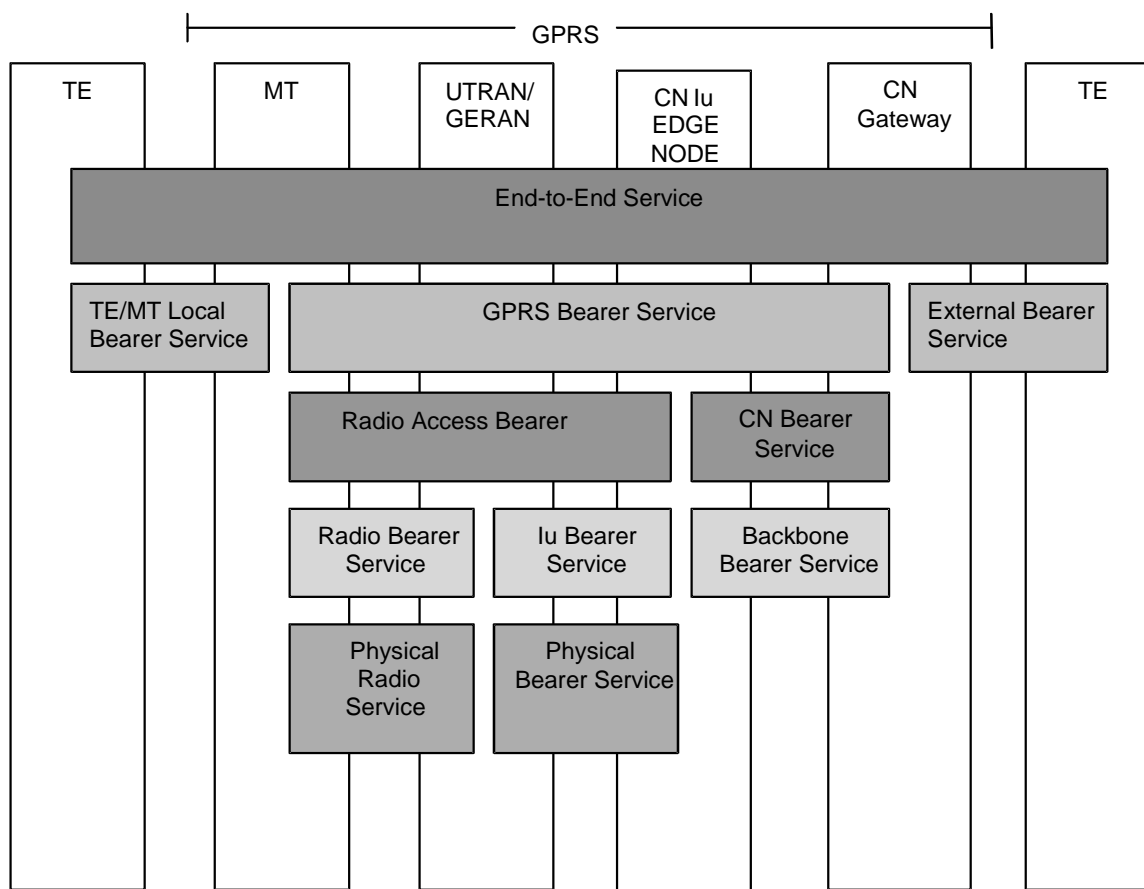 GPRS
TE
MT
UTRAN/
GERAN
CN Iu
EDGE
NODE
CN
Gateway
TE
End-to-End Service
TE/MT Local
Bearer Service
GPRS Bearer Service
External Bearer
Service
Radio Access Bearer
CN Bearer
Service
Radio Bearer
Service
Iu Bearer
Service
Backbone
Bearer Service
Physical
Radio
Service
Physical
Bearer Service